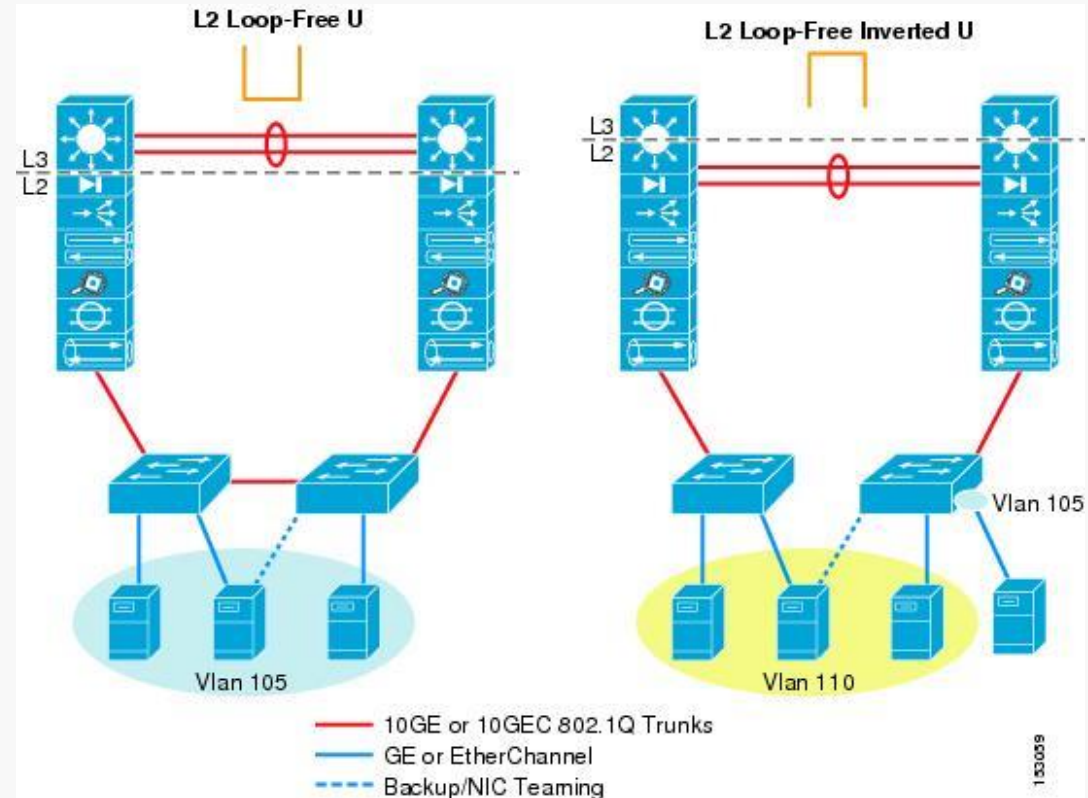 L2 Loop-Free U
L2 Loop-Free Inverted U
L3
L2
L3
L2
Vlan 105
Vlan 105
Vlan 110
10GE or 10GEC 802.1Q Trunks
GE or EtherChannel
Backup/NIC Teaming
153059